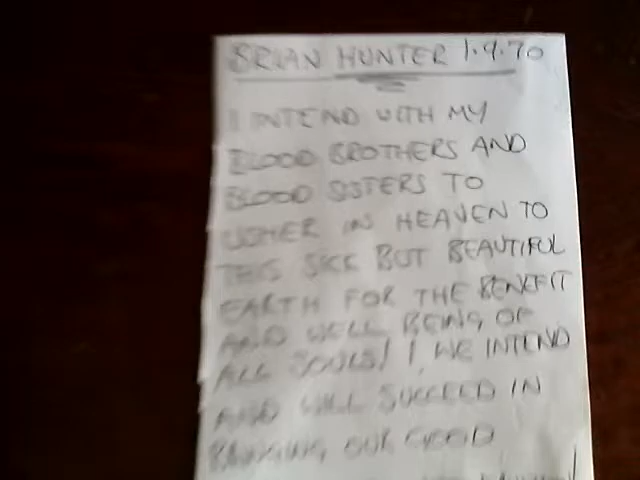 BRIAN HUNTER 1.9.70
I INTEND WITH MY
BLOOD BROTHERS AND
BLOOD SISTERS TO
USHER IN HEAVEN TO
THIS SICK BUT BEAUTIFUL
EARTH FOR THE BENEFIT
AND WELL BEING OF
ALL SOULS! I, WE INTEND
AND WILL SUCCEED IN
BRINGING OUR GOOD